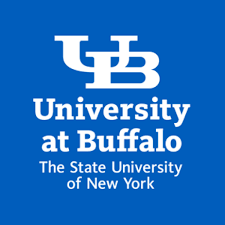 UB
University
at Buffalo
The State University
of New York